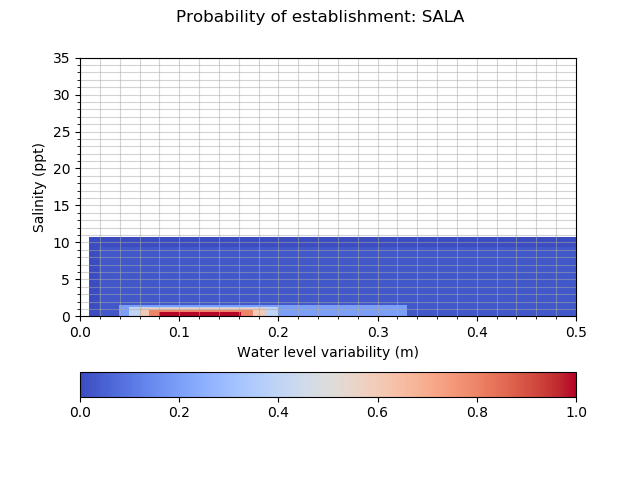 Probability of establishment: SALA
35
30
25
20
15
10
5
0
Salinity (ppt)
0.0 0.1 0.2 0.3 0.4 0.5
Water level variability (m)
0.0 0.2 0.4 0.6 0.8 1.0